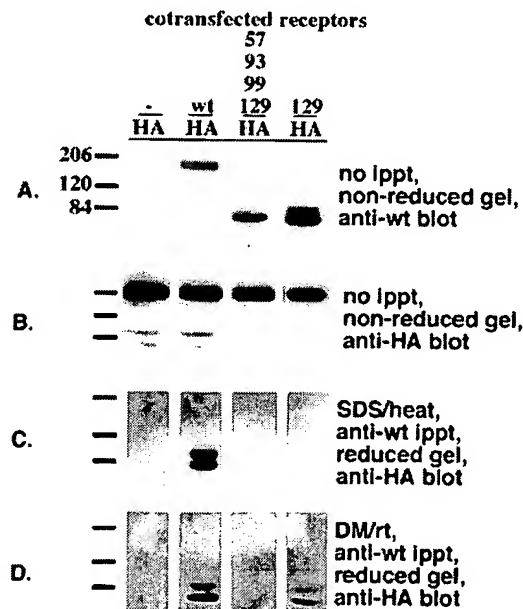 cotransfected receptors
57
93
99
- wt 129 129
HA HA HA HA
206
120
84
A.
no Ippt,
non-reduced gel,
anti-wt blot
B.
no ippt,
non-reduced gel,
anti-HA blot
C.
SDS/heat,
anti-wt ippt,
reduced gel,
anti-HA blot
D.
DM/rt,
anti-wt ippt,
reduced gel,
anti-HA blot